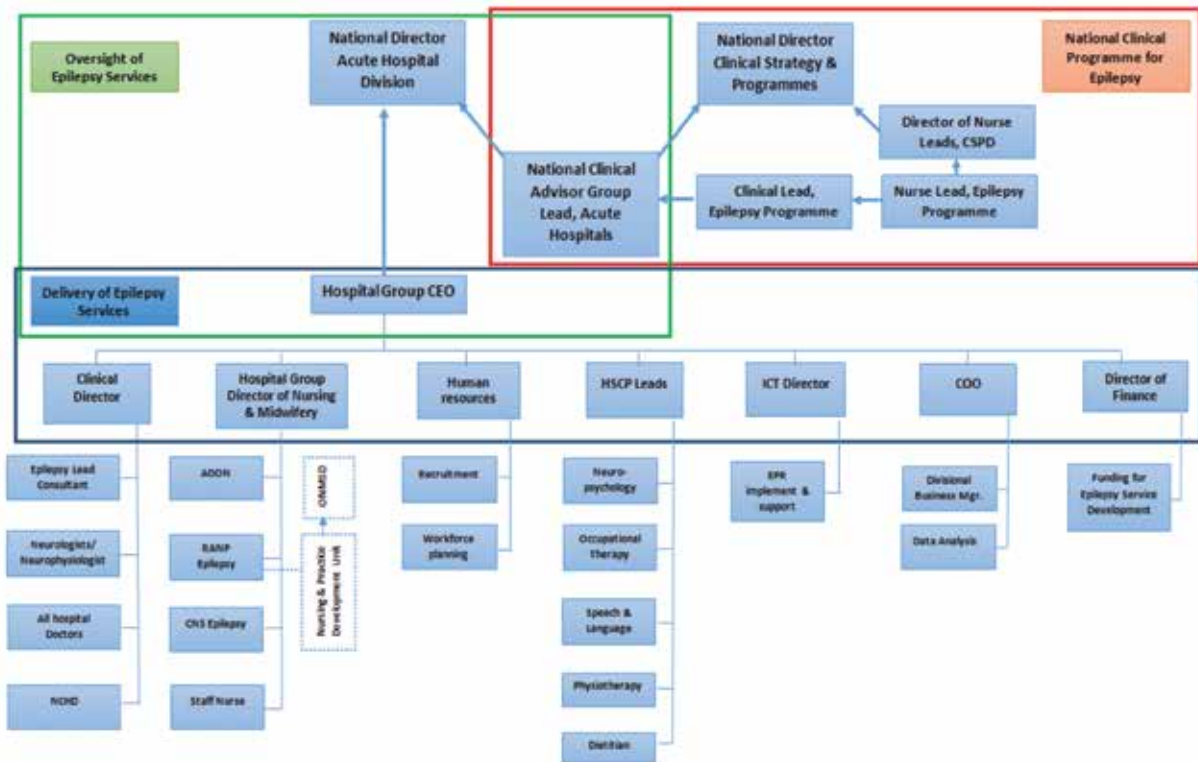 Oversight of
Epilepsy Services
National Director
Acute Hospital
Division
National Director
Clinical Strategy &
Programmes
National Clinical
Programme for
Epilepsy
Director of Nurse
Leads, CSPD
National Clinical
Advisor Group
Lead, Acute
Hospitals
Clinical Lead,
Epilepsy Programme
Nurse Lead, Epilepsy
Programme
Delivery of Epilepsy
Services
Hospital Group CEO
Clinical
Director
Hospital Group
Director of Nursing
& Midwifery
Human
resources
HSCP Leads
ICT Director
COO
Director of
Finance
Epilepsy Lead
Consultant
Neurologists/
Neurophysiologist
All hospital
Doctors
NCHD
ADON
RANP
Epilepsy
CNS Epilepsy
Staff Nurse
ONMSD
Nursing & Practice
Development Unit
Recruitment
Workforce
planning
Neuro-
psychology
Occupational
therapy
Speech &
Language
Physiotherapy
Dietitian
EPR
implement &
support
Divisional
Business Mgr.
Data Analysis
Funding for
Epilepsy Service
Development